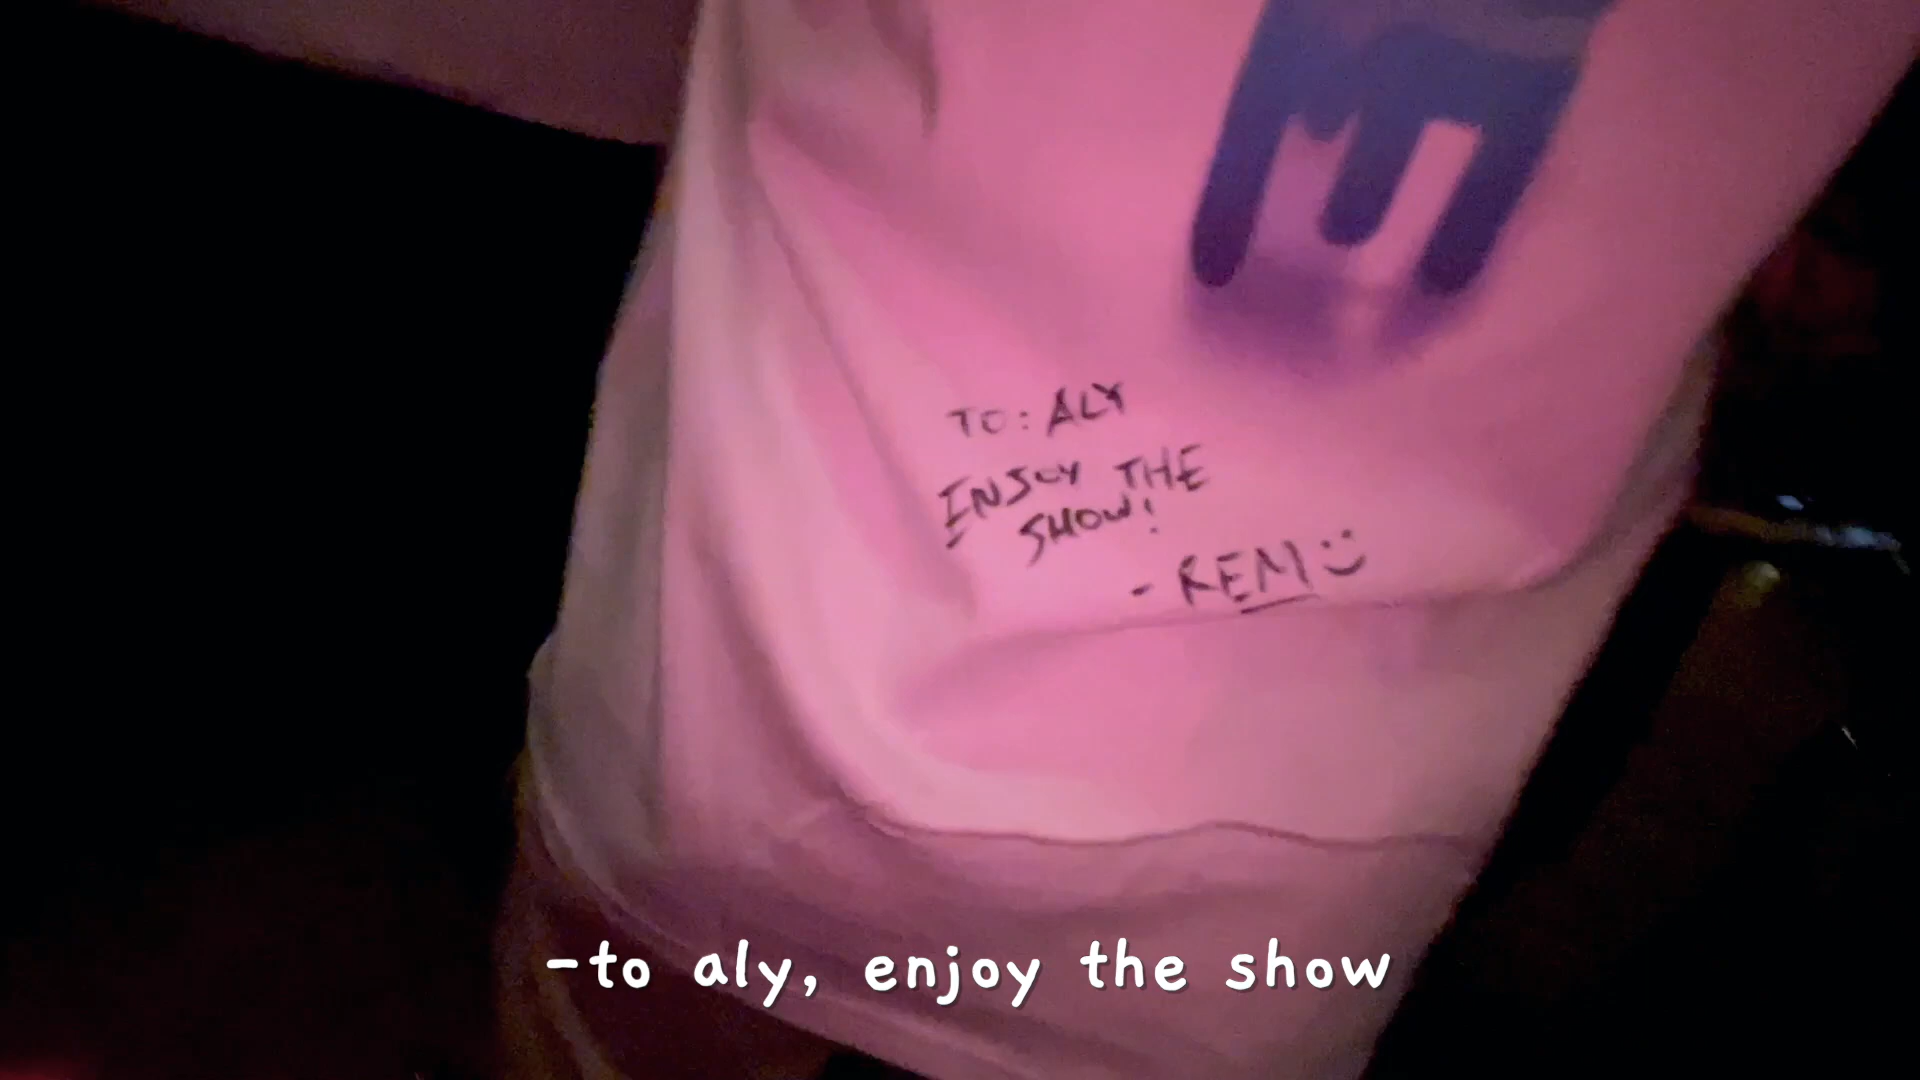 TO: ALY
ENJOY THE
SHOW!
- REM :)
-to aly, enjoy the show